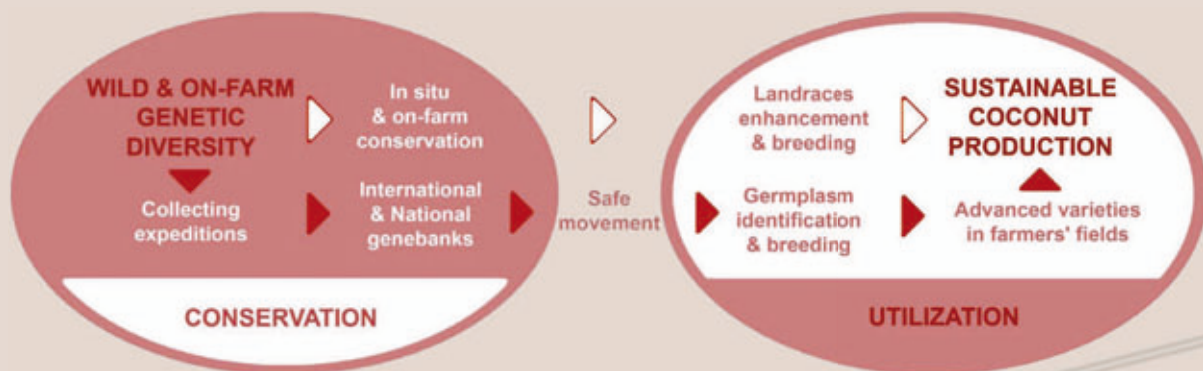 WILD & ON-FARM
GENETIC
DIVERSITY
In situ
& on-farm
conservation
Collecting
expeditions
International
& National
genebanks
CONSERVATION
Safe
movement
Landraces
enhancement
& breeding
SUSTAINABLE
COCONUT
PRODUCTION
Germplasm
identification
& breeding
Advanced varieties
in farmers' fields
UTILIZATION